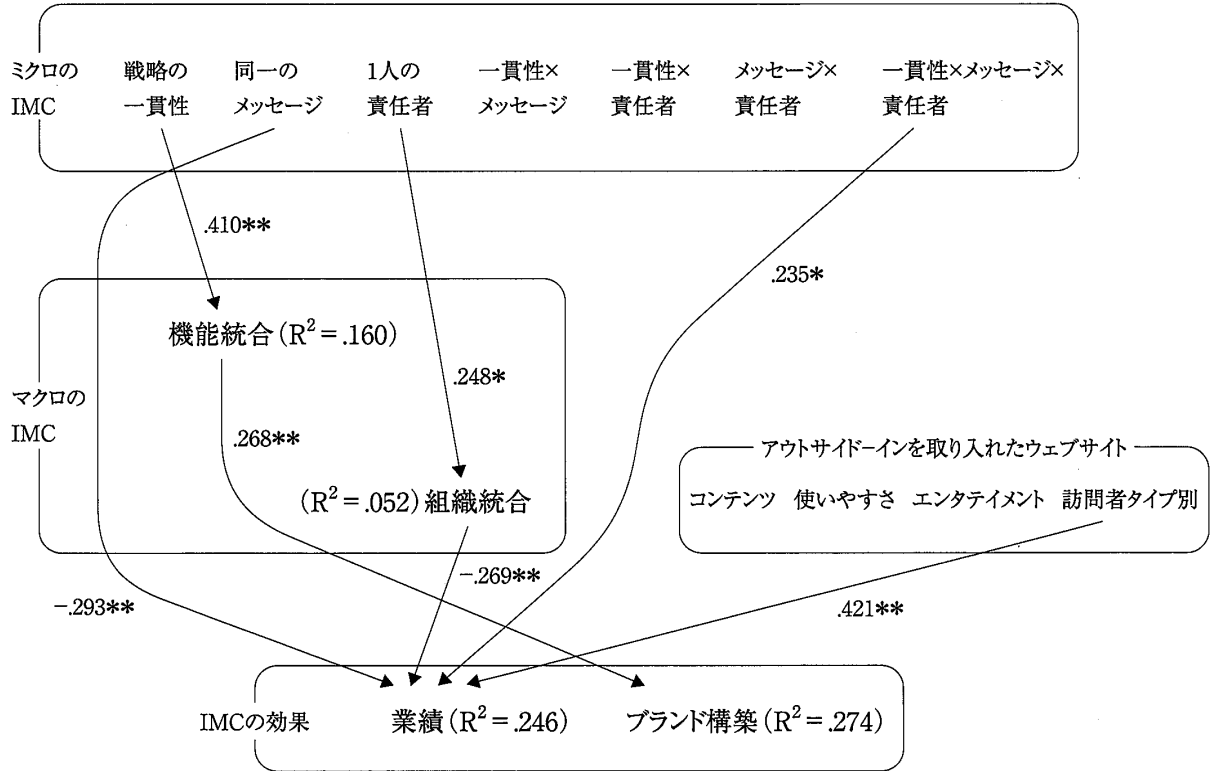 ミクロの IMC
戦略の 一貫性
同一の メッセージ
1人の 責任者
一貫性× メッセージ
一貫性× 責任者
メッセージ× 責任者
一貫性×メッセージ× 責任者
.410**
.235*
機能統合(R²=.160)
.248*
マクロの IMC
.268**
アウトサイド−インを取り入れたウェブサイト
(R²=.052)組織統合
コンテンツ 使いやすさ エンタテイメント 訪問者タイプ別
−.269**
−.293**
.421**
IMCの効果 業績(R²=.246) ブランド構築(R²=.274)